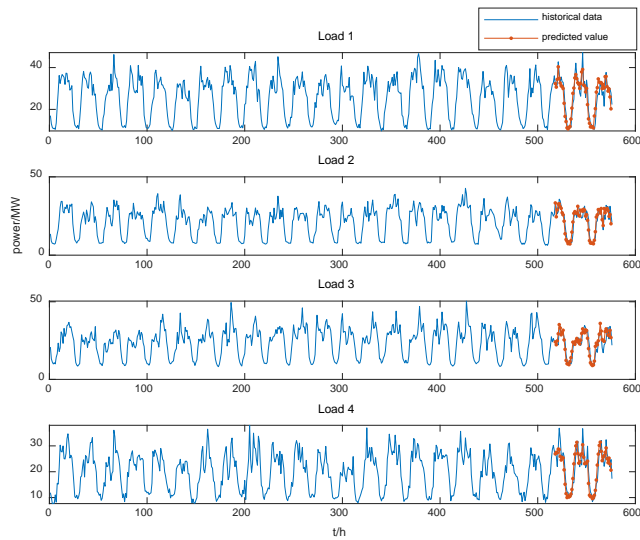 historical data
predicted value
Load 1
40
20
0 100 200 300 400 500 600
Load 2
50
0
0 100 200 300 400 500 600
power/MW
Load 3
50
0
0 100 200 300 400 500 600
Load 4
30
20
10
0 100 200 300 400 500 600
t/h